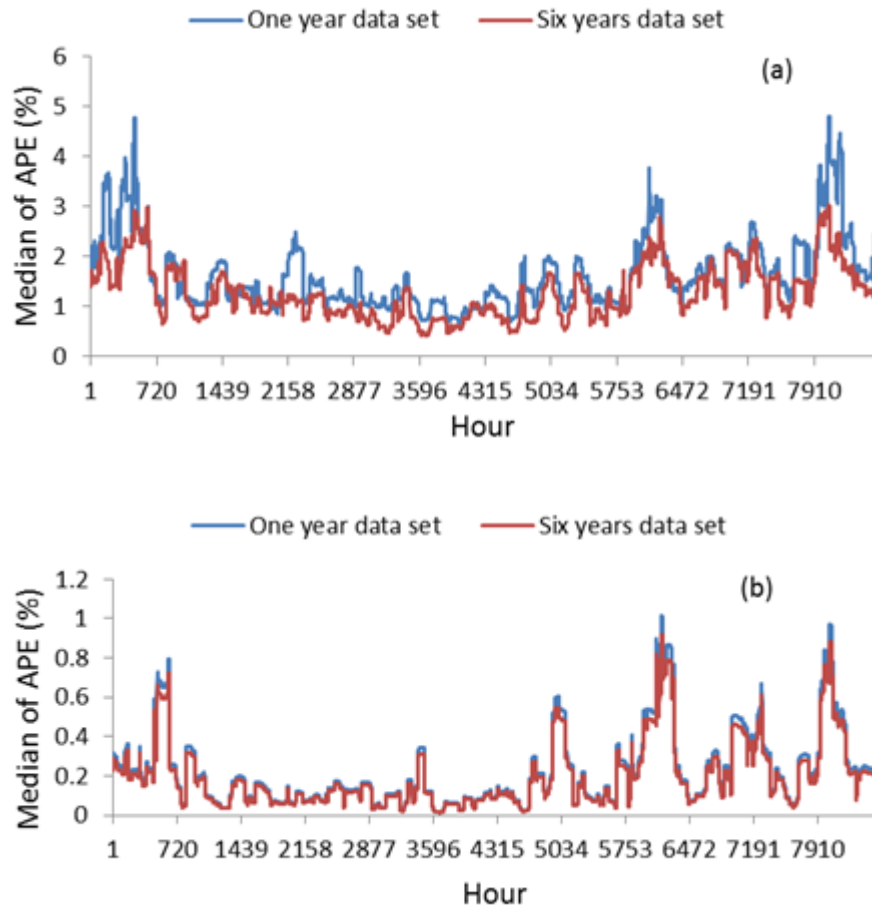 One year data set Six years data set
(a)
Median of APE (%)
6
5
4
3
2
1
0
1 720 1439 2158 2877 3596 4315 5034 5753 6472 7191 7910
Hour
One year data set Six years data set
(b)
Median of APE (%)
1.2
1
0.8
0.6
0.4
0.2
0
1 720 1439 2158 2877 3596 4315 5034 5753 6472 7191 7910
Hour